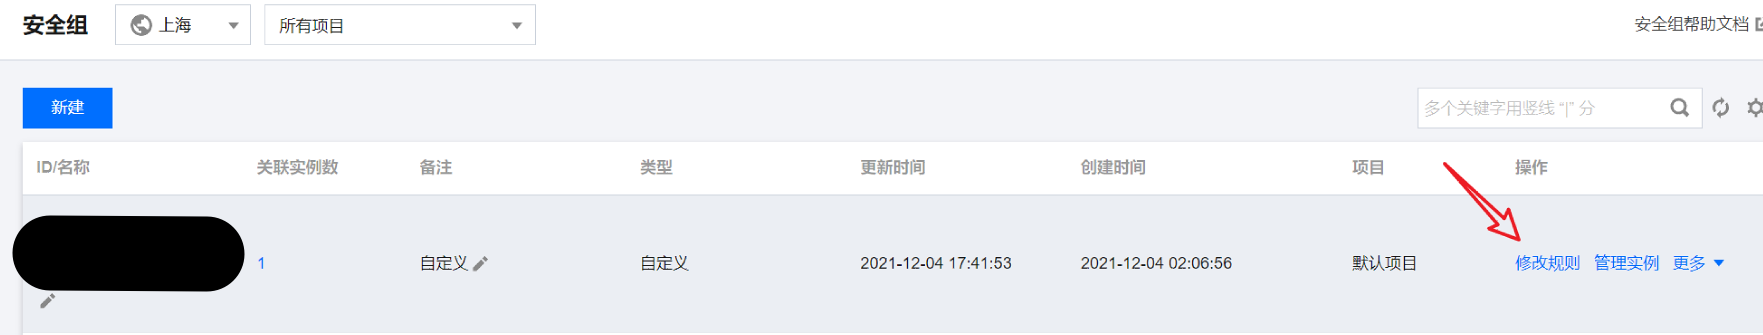 安全组 上海 所有项目 安全组帮助文档
新建 多个关键字用竖线 “|” 分
ID/名称 关联实例数 备注 类型 更新时间 创建时间 项目 操作
1 自定义 自定义 2021-12-04 17:41:53 2021-12-04 02:06:56 默认项目 修改规则 管理实例 更多